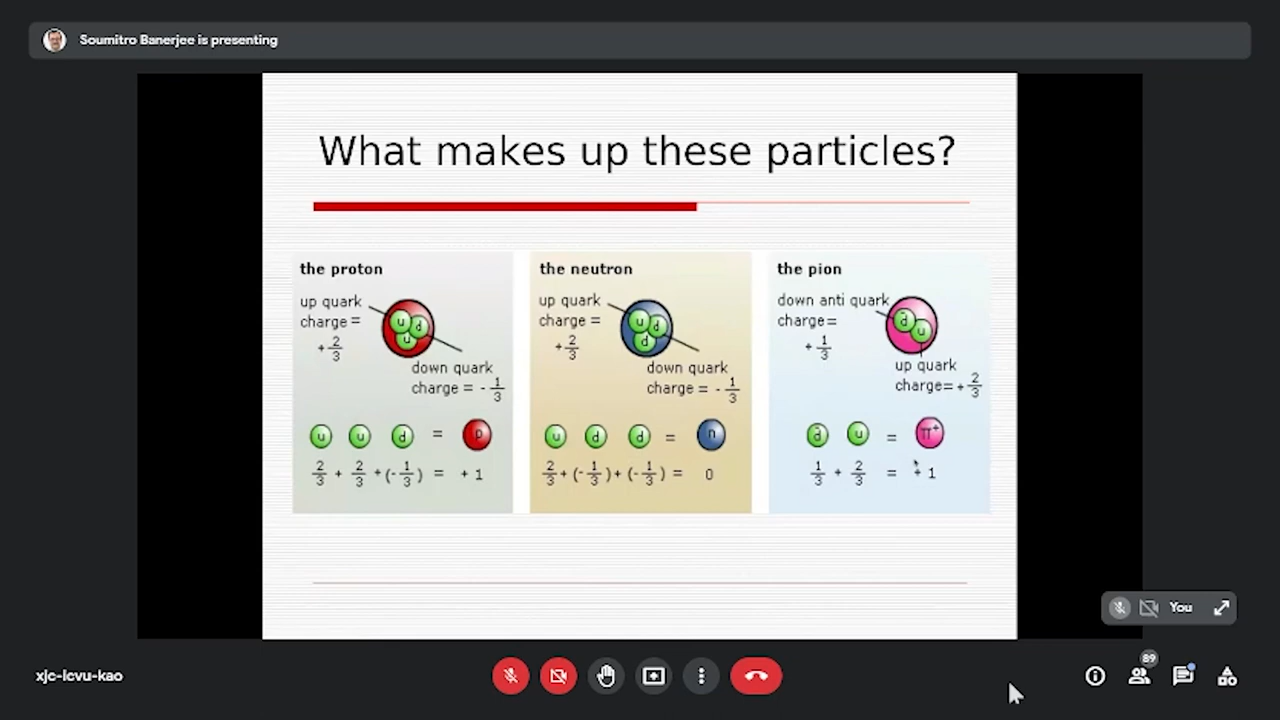 Soumitro Banerjee is presenting
What makes up these particles?
the proton
up quark
charge =
+ 2/3
u d
u
down quark
charge = - 1/3
u u d = p
2/3 + 2/3 + (- 1/3) = + 1
the neutron
up quark
charge =
+ 2/3
u d
d
down quark
charge = - 1/3
u d d = n
2/3 + (- 1/3) + (- 1/3) = 0
the pion
down anti quark
charge=
+ 1/3
d̄
u
up quark
charge= + 2/3
d̄ u = π+
1/3 + 2/3 = + 1
You
xjc-lcvu-kao
89